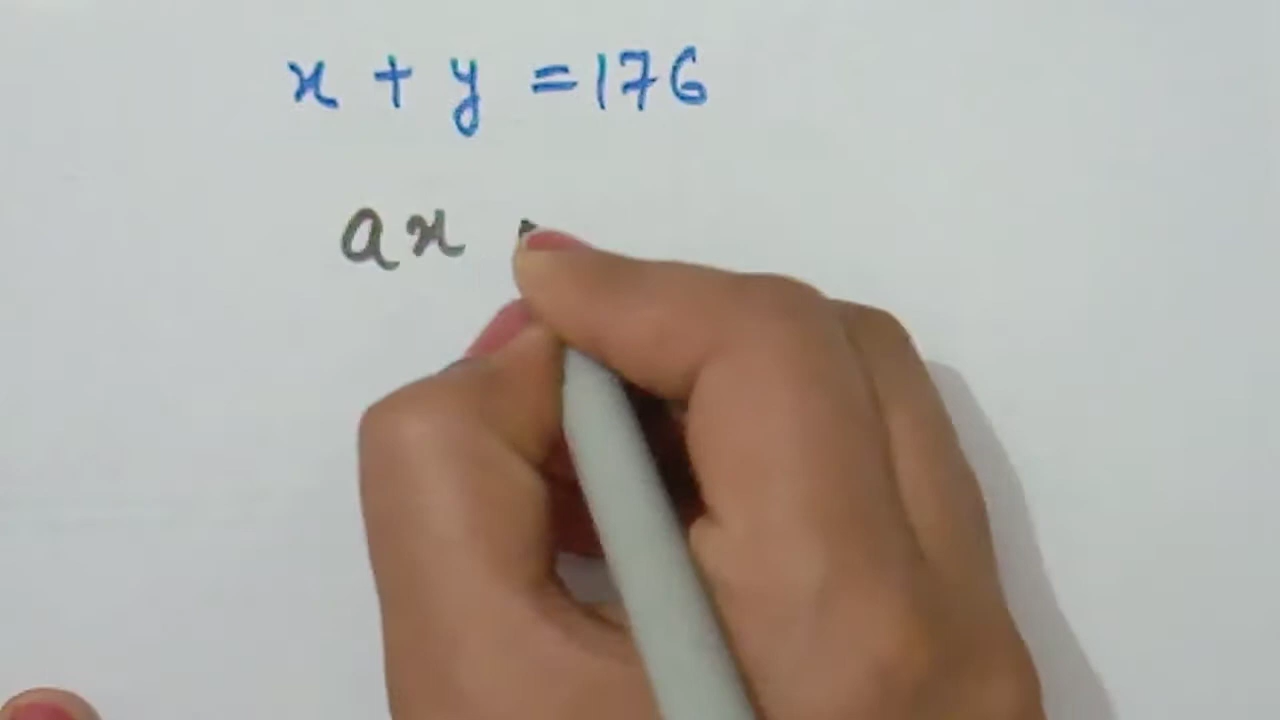 x + y = 176
ax